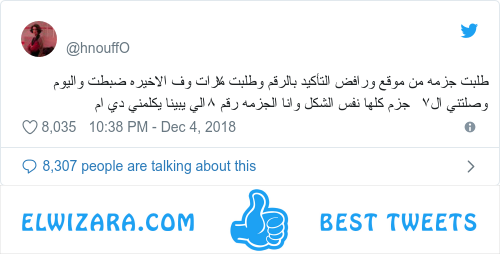 @hnouffO
طلبت جزمه من موقع ورافض التأكيد بالرقم وطلبت ٨مرات وف الاخيره ضبطت واليوم
وصلتني ال٧ جزم كلها نفس الشكل وانا الجزمه رقم ٨ الي يبينا يكلمني دي ام
8,035 10:38 PM - Dec 4, 2018
8,307 people are talking about this
ELWIZARA.COM BEST TWEETS